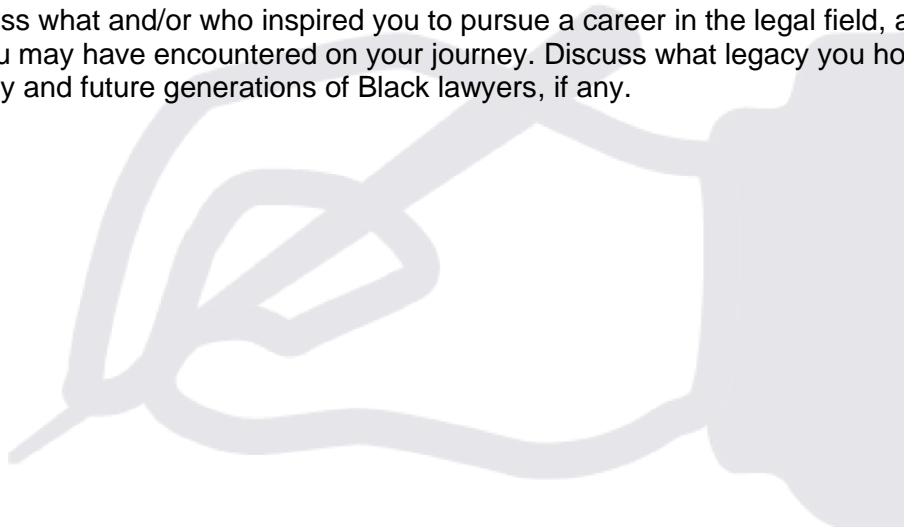 ss what and/or who inspired you to pursue a career in the legal field, a
u may have encountered on your journey. Discuss what legacy you ho
y and future generations of Black lawyers, if any.